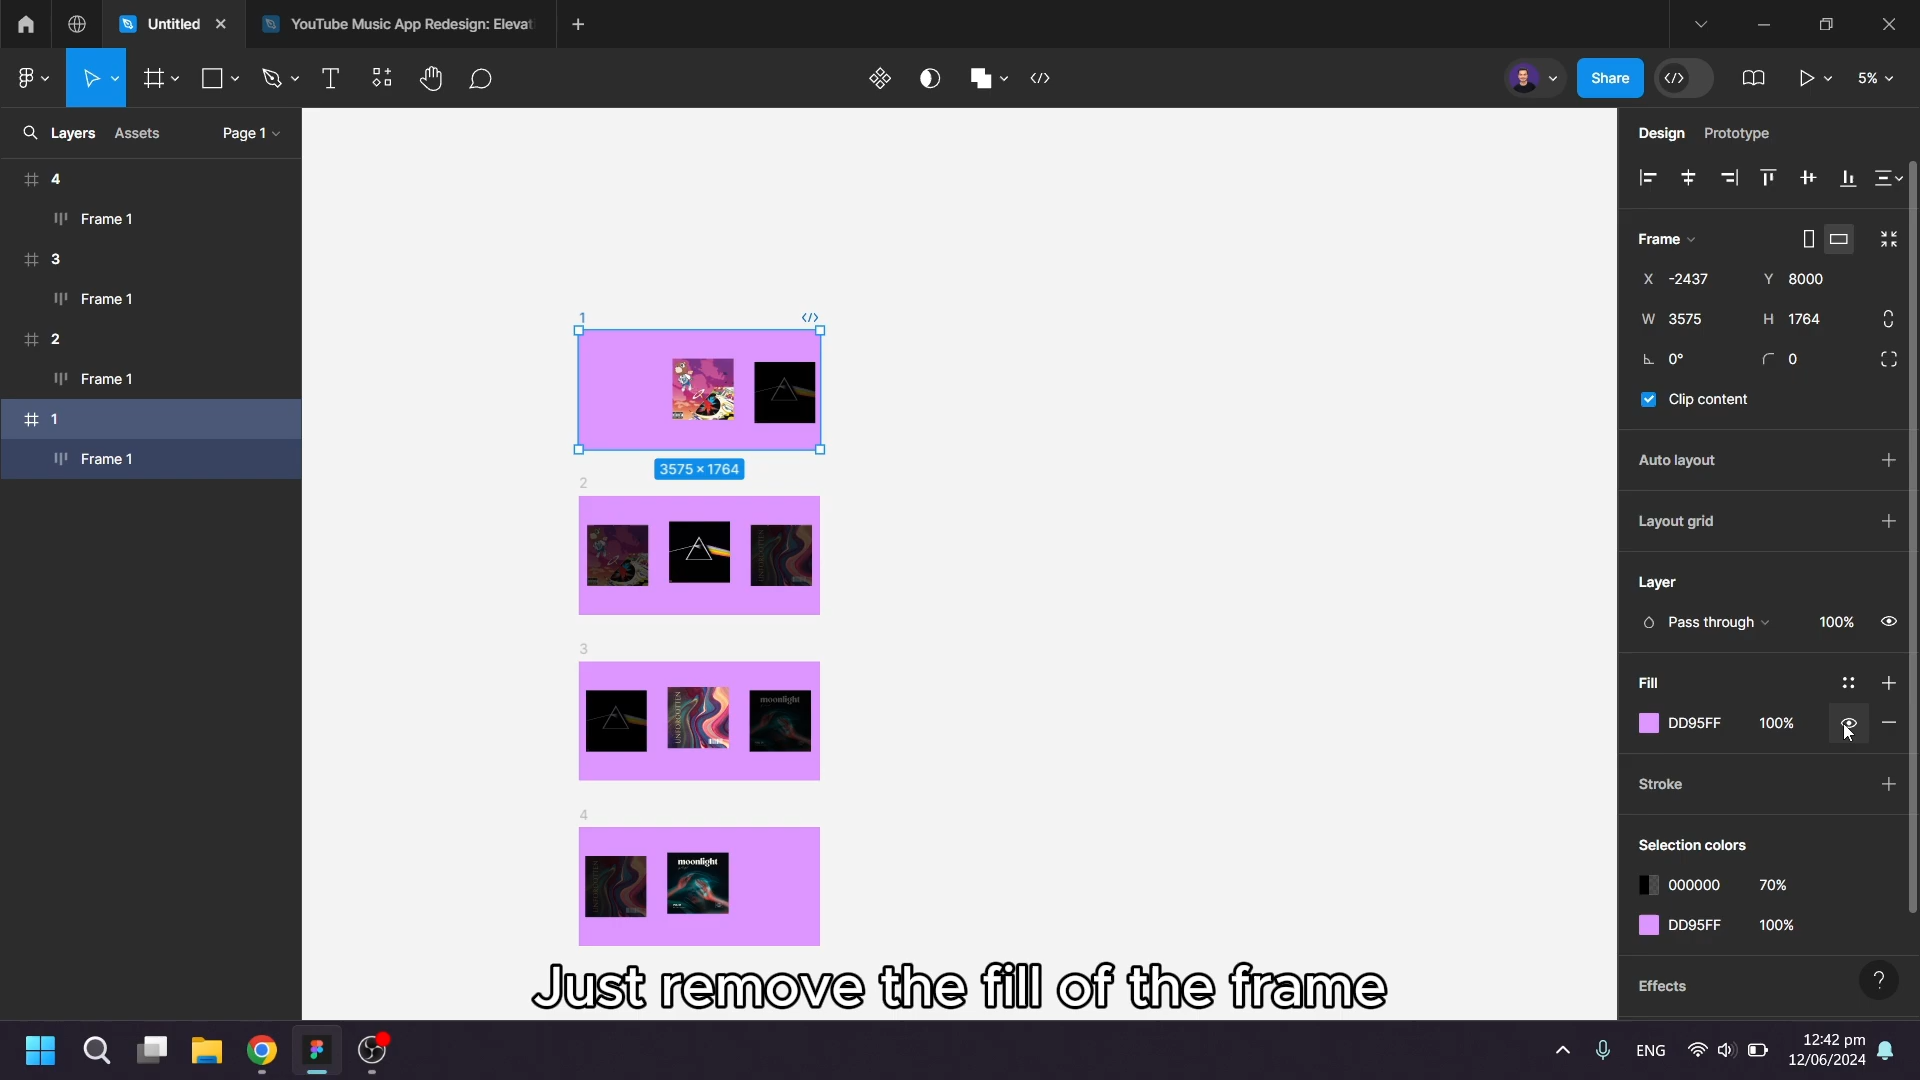 Untitled
YouTube Music App Redesign: Elevat
Share
5%
Layers
Assets
Page 1
4
Frame 1
3
Frame 1
2
Frame 1
1
Frame 1
1
3575 × 1764
2
3
UNFORGOTTEN
moonlight
4
moonlight
Just remove the fill of the frame
Design
Prototype
Frame
X -2437
Y 8000
W 3575
H 1764
0°
0
Clip content
Auto layout
Layout grid
Layer
Pass through
100%
Fill
DD95FF
100%
Stroke
Selection colors
000000
70%
DD95FF
100%
Effects
?
ENG
12:42 pm
12/06/2024